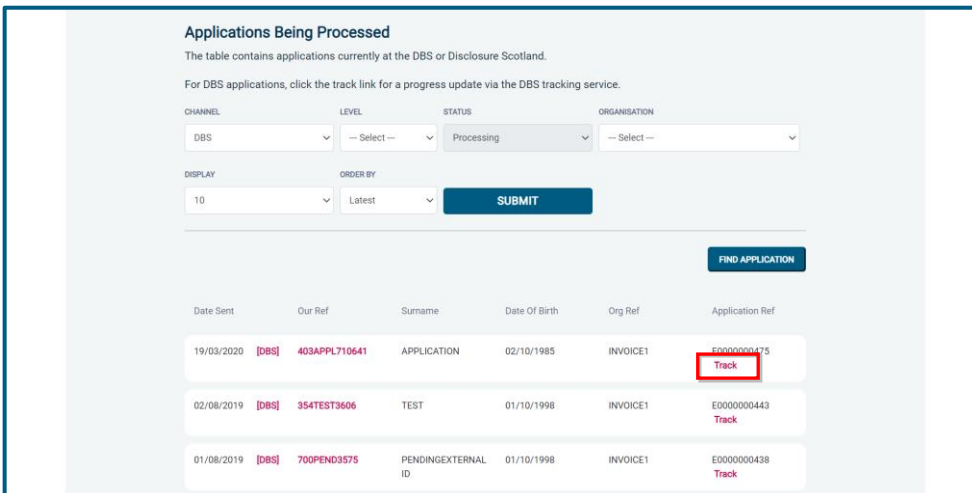 Applications Being Processed
The table contains applications currently at the DBS or Disclosure Scotland.
For DBS applications, click the track link for a progress update via the DBS tracking service.
CHANNEL LEVEL STATUS ORGANISATION
DBS --- Select --- Processing --- Select ---
DISPLAY ORDER BY
10 Latest SUBMIT
FIND APPLICATION
Date Sent Our Ref Surname Date Of Birth Org Ref Application Ref
19/03/2020 [DBS] 403APPL710641 APPLICATION 02/10/1985 INVOICE1 E0000000475
Track
02/08/2019 [DBS] 354TEST3606 TEST 01/10/1998 INVOICE1 E0000000443
Track
01/08/2019 [DBS] 700PEND3575 PENDINGEXTERNAL 01/10/1998 INVOICE1 E0000000438
ID Track